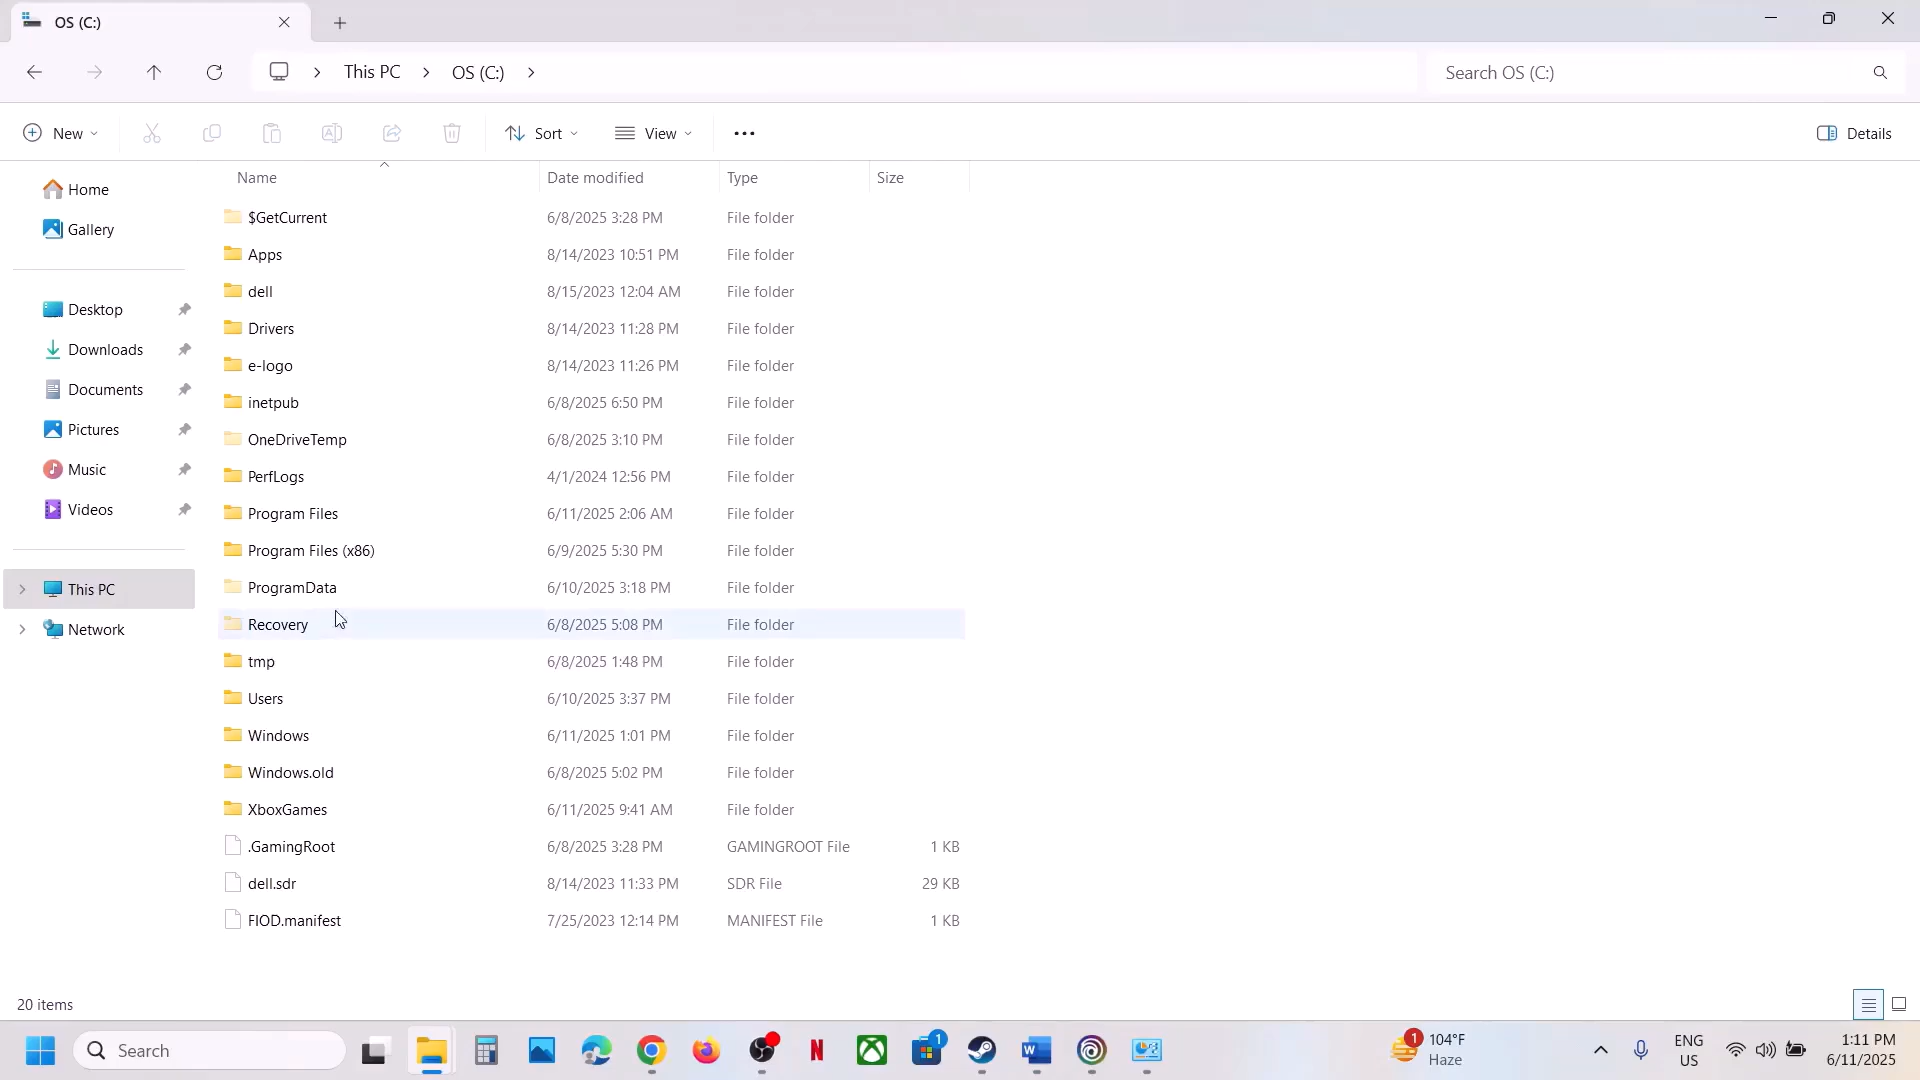 OS (C:)
This PC > OS (C:) >
Search OS (C:)
New
Sort
View
Details
Name Date modified Type Size
Home
Gallery
Desktop
Downloads
Documents
Pictures
Music
Videos
This PC
Network
$GetCurrent 6/8/2025 3:28 PM File folder
Apps 8/14/2023 10:51 PM File folder
dell 8/15/2023 12:04 AM File folder
Drivers 8/14/2023 11:28 PM File folder
e-logo 8/14/2023 11:26 PM File folder
inetpub 6/8/2025 6:50 PM File folder
OneDriveTemp 6/8/2025 3:10 PM File folder
PerfLogs 4/1/2024 12:56 PM File folder
Program Files 6/11/2025 2:06 AM File folder
Program Files (x86) 6/9/2025 5:30 PM File folder
ProgramData 6/10/2025 3:18 PM File folder
Recovery 6/8/2025 5:08 PM File folder
tmp 6/8/2025 1:48 PM File folder
Users 6/10/2025 3:37 PM File folder
Windows 6/11/2025 1:01 PM File folder
Windows.old 6/8/2025 5:02 PM File folder
XboxGames 6/11/2025 9:41 AM File folder
.GamingRoot 6/8/2025 3:28 PM GAMINGROOT File 1 KB
dell.sdr 8/14/2023 11:33 PM SDR File 29 KB
FIOD.manifest 7/25/2023 12:14 PM MANIFEST File 1 KB
20 items
Search
1
1
104°F
Haze
ENG
US
1:11 PM
6/11/2025